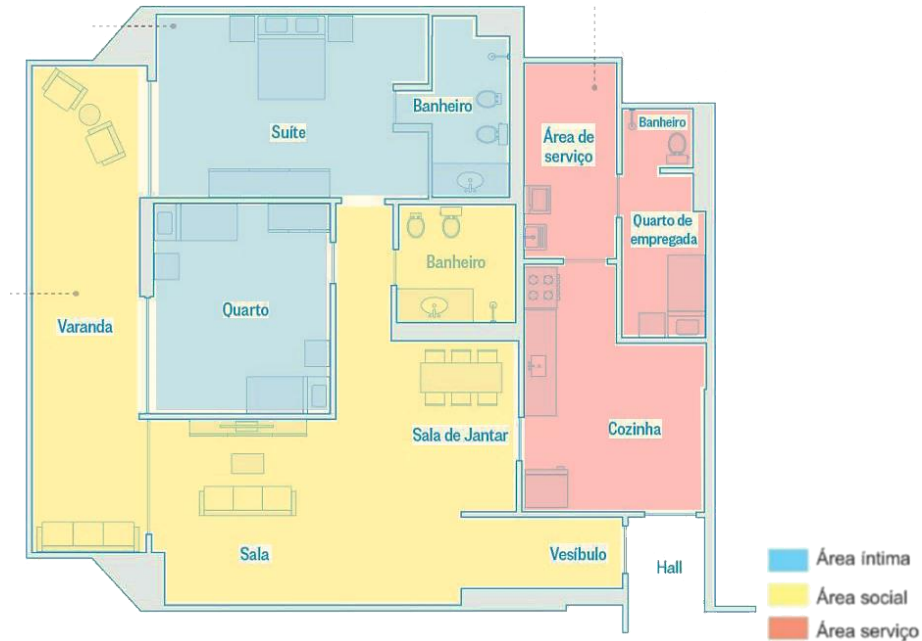 Suíte
Banheiro
Área de
serviço
Banheiro
Quarto de
empregada
Banheiro
Varanda
Quarto
Sala de Jantar
Cozinha
Sala
Vesíbulo
Hall
Área íntima
Área social
Área serviço